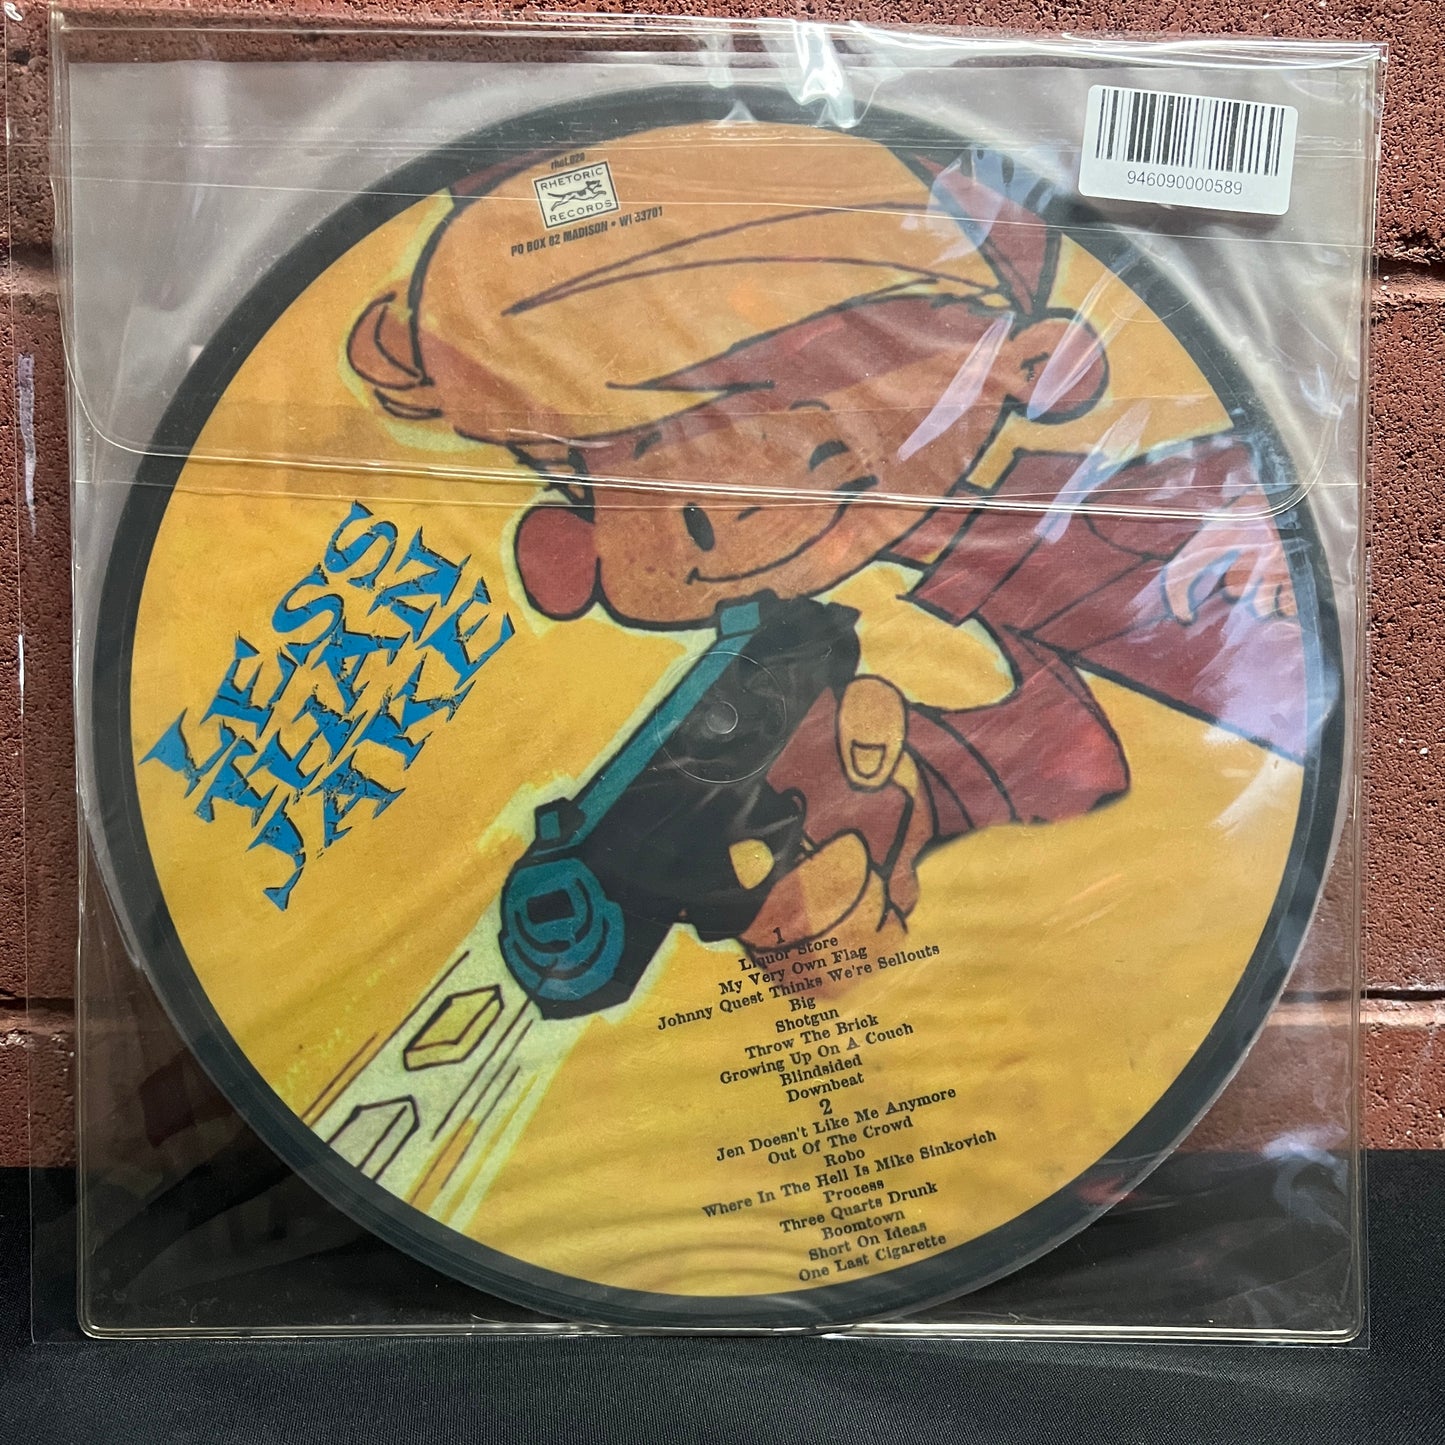 rhet.020
RHETORIC
RECORDS
PO BOX 82 MADISON • WI 53701
946090000589
LESS
THAN
JAKE
1
Liquor Store
My Very Own Flag
Johnny Quest Thinks We're Sellouts
Big
Shotgun
Throw The Brick
Growing Up On A Couch
Blindsided
Downbeat
2
Jen Doesn't Like Me Anymore
Out Of The Crowd
Robo
Where In The Hell Is Mike Sinkovich
Process
Three Quarts Drunk
Boomtown
Short On Ideas
One Last Cigarette